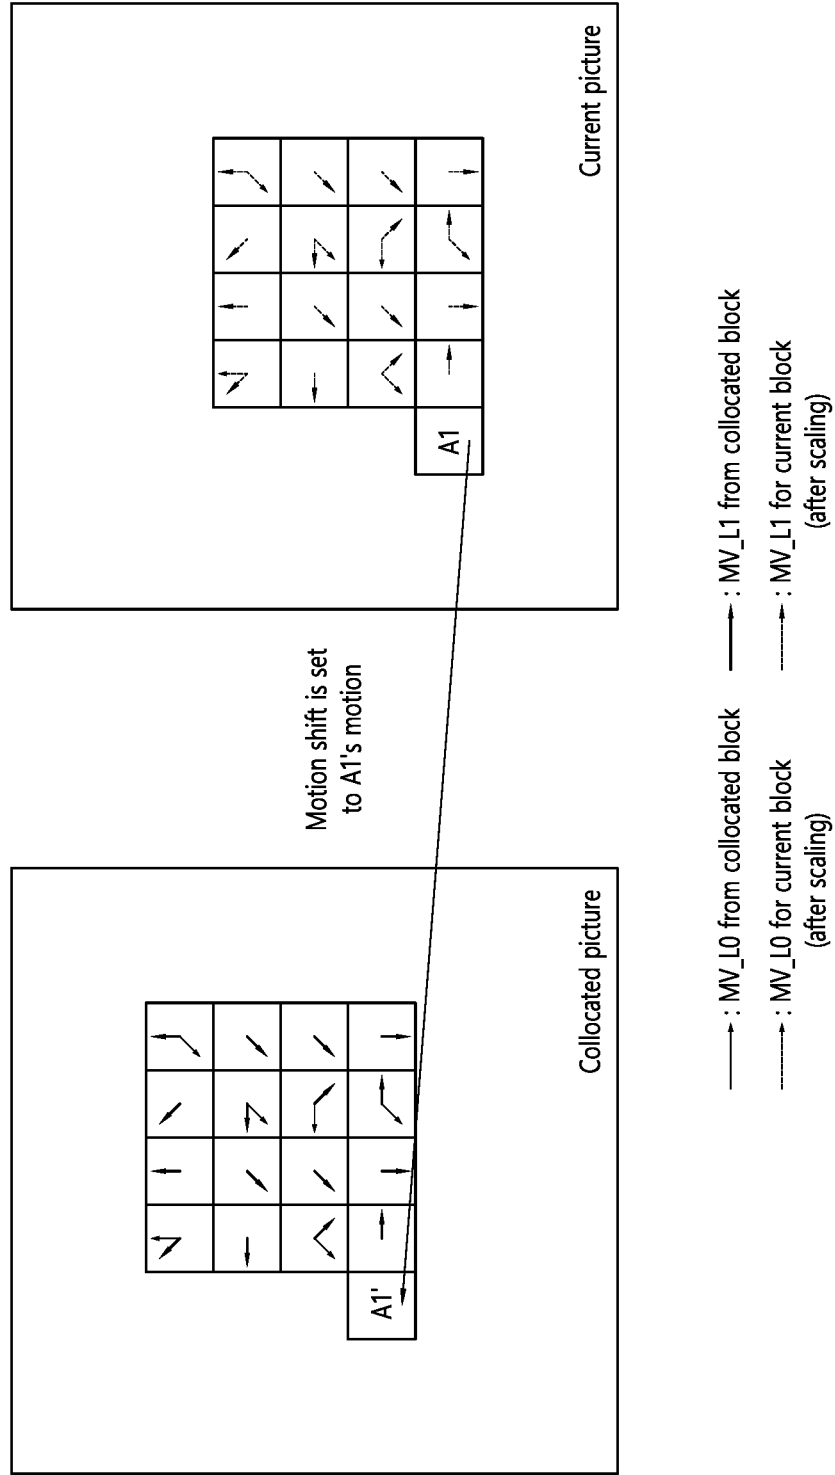 Collocated picture
A1'
Motion shift is set
to A1's motion
Current picture
A1
: MV_L0 from collocated block
: MV_L1 from collocated block
: MV_L0 for current block
(after scaling)
: MV_L1 for current block
(after scaling)